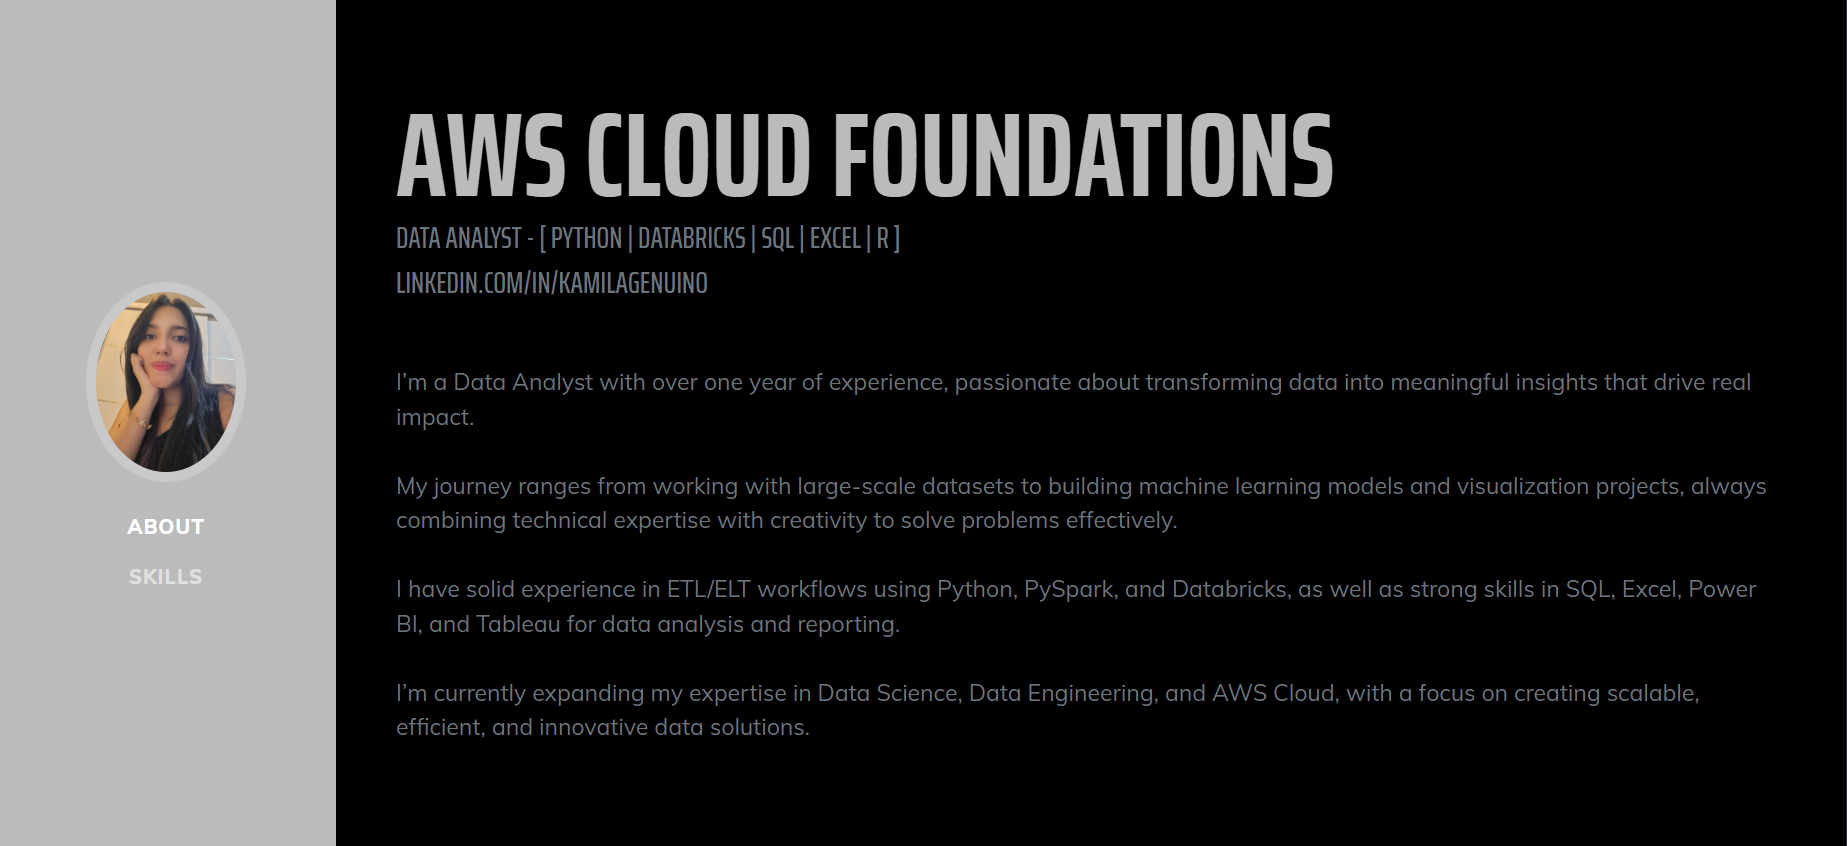 ABOUT
SKILLS
AWS CLOUD FOUNDATIONS
DATA ANALYST - [ PYTHON | DATABRICKS | SQL | EXCEL | R ]
LINKEDIN.COM/IN/KAMILAGENUINO
I’m a Data Analyst with over one year of experience, passionate about transforming data into meaningful insights that drive real
impact.
My journey ranges from working with large-scale datasets to building machine learning models and visualization projects, always
combining technical expertise with creativity to solve problems effectively.
I have solid experience in ETL/ELT workflows using Python, PySpark, and Databricks, as well as strong skills in SQL, Excel, Power
BI, and Tableau for data analysis and reporting.
I’m currently expanding my expertise in Data Science, Data Engineering, and AWS Cloud, with a focus on creating scalable,
efficient, and innovative data solutions.